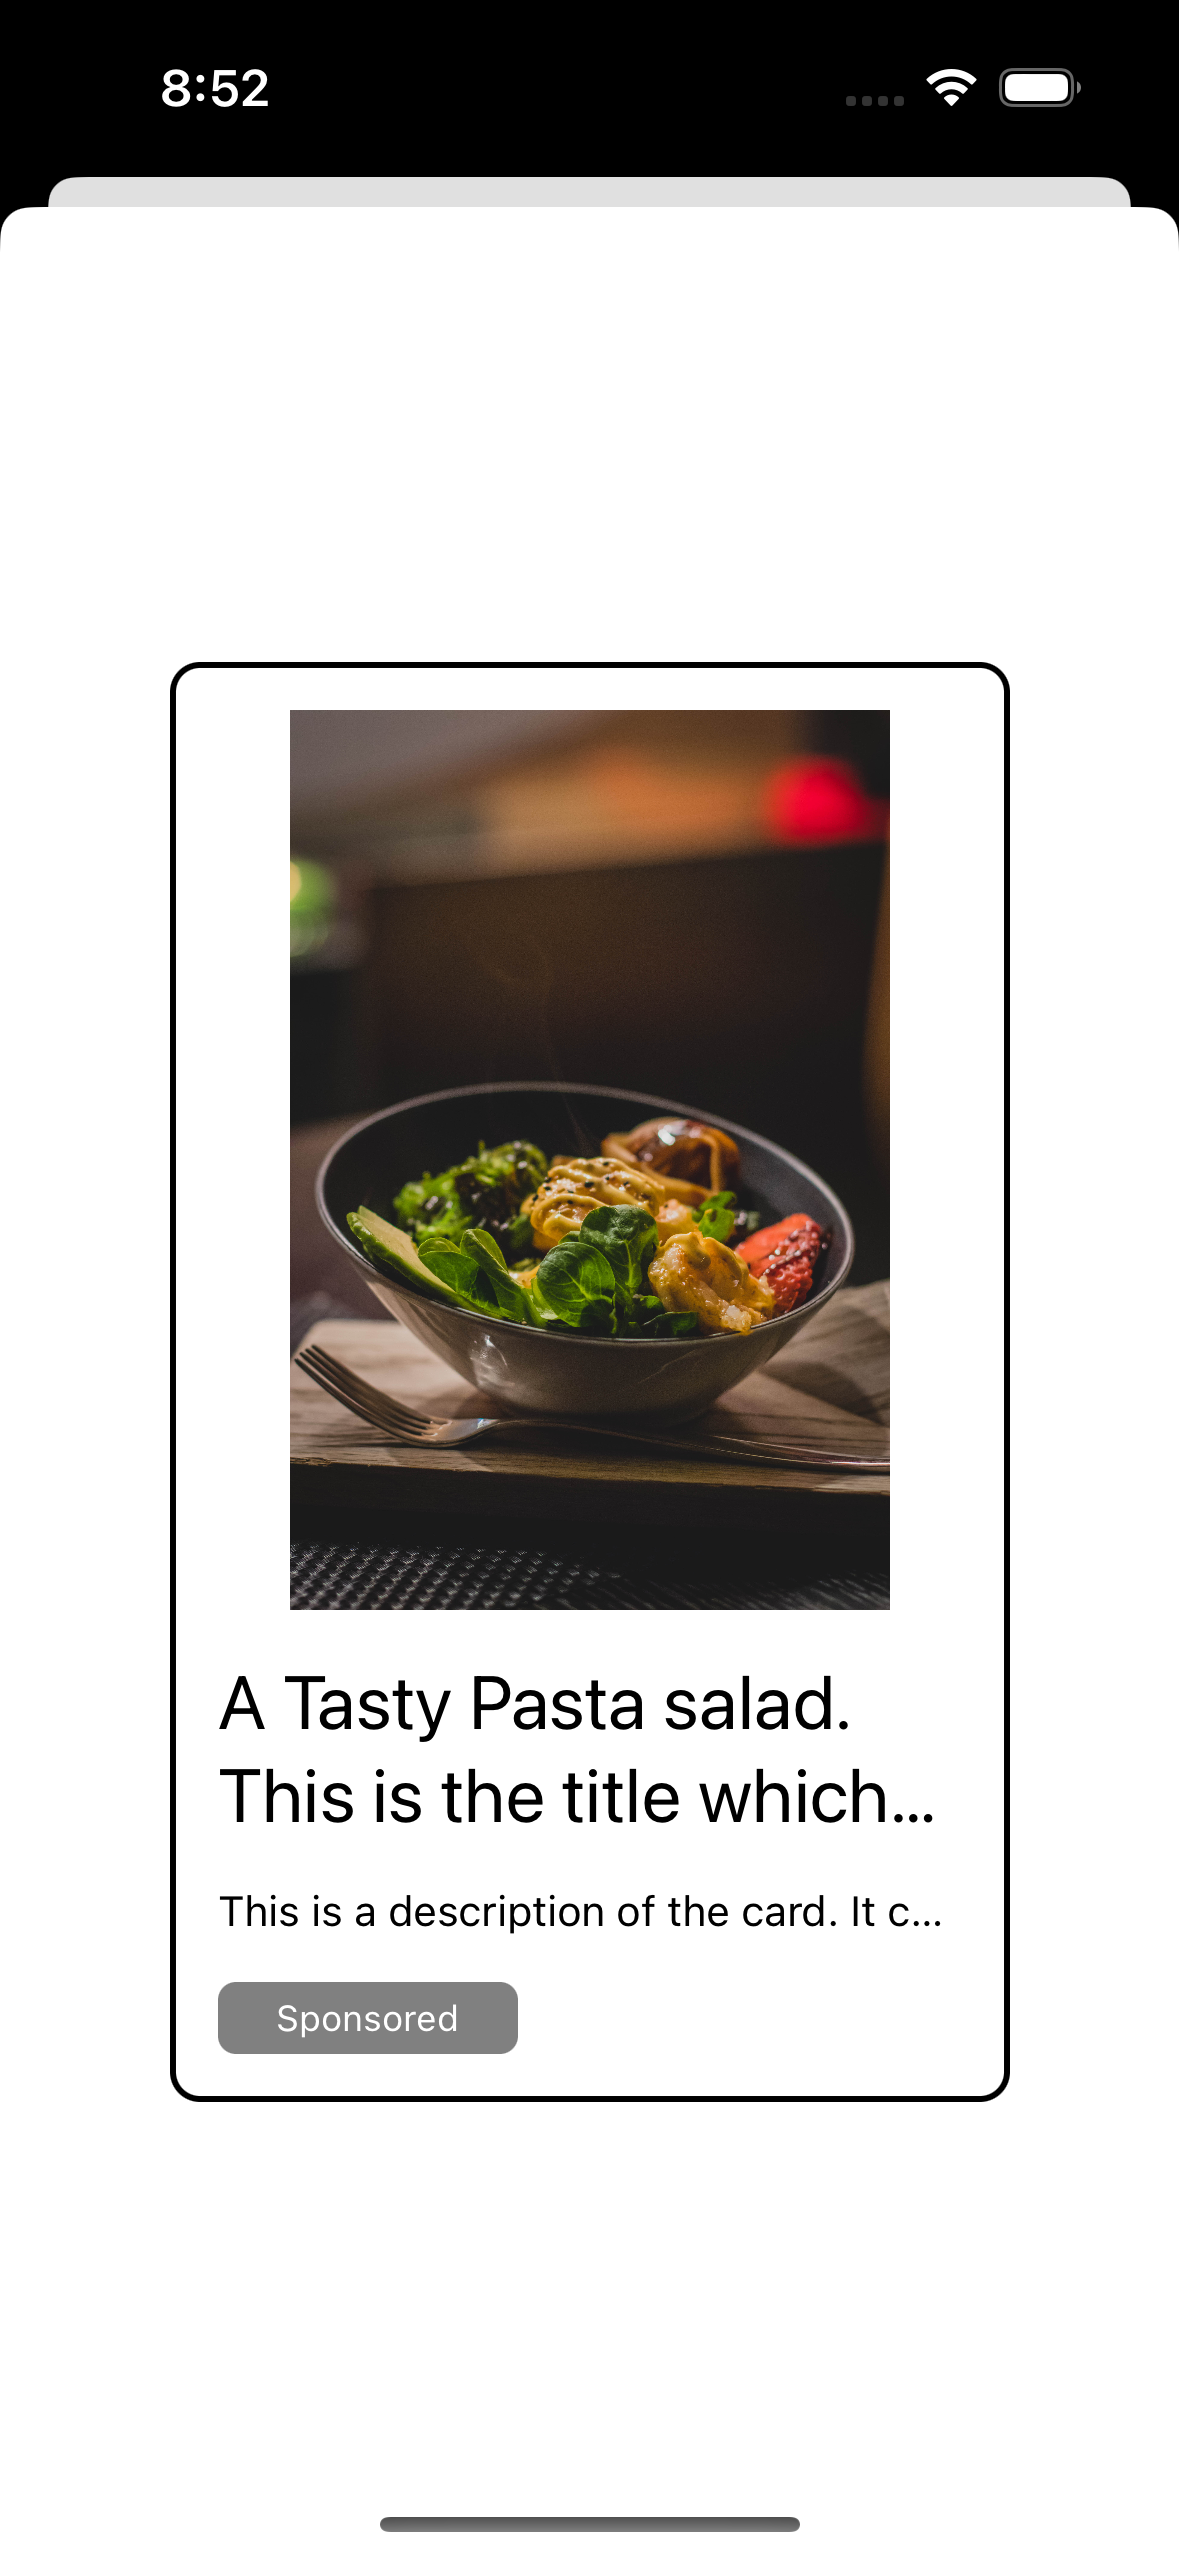 8:52
A Tasty Pasta salad.
This is the title which...
This is a description of the card. It c...
Sponsored